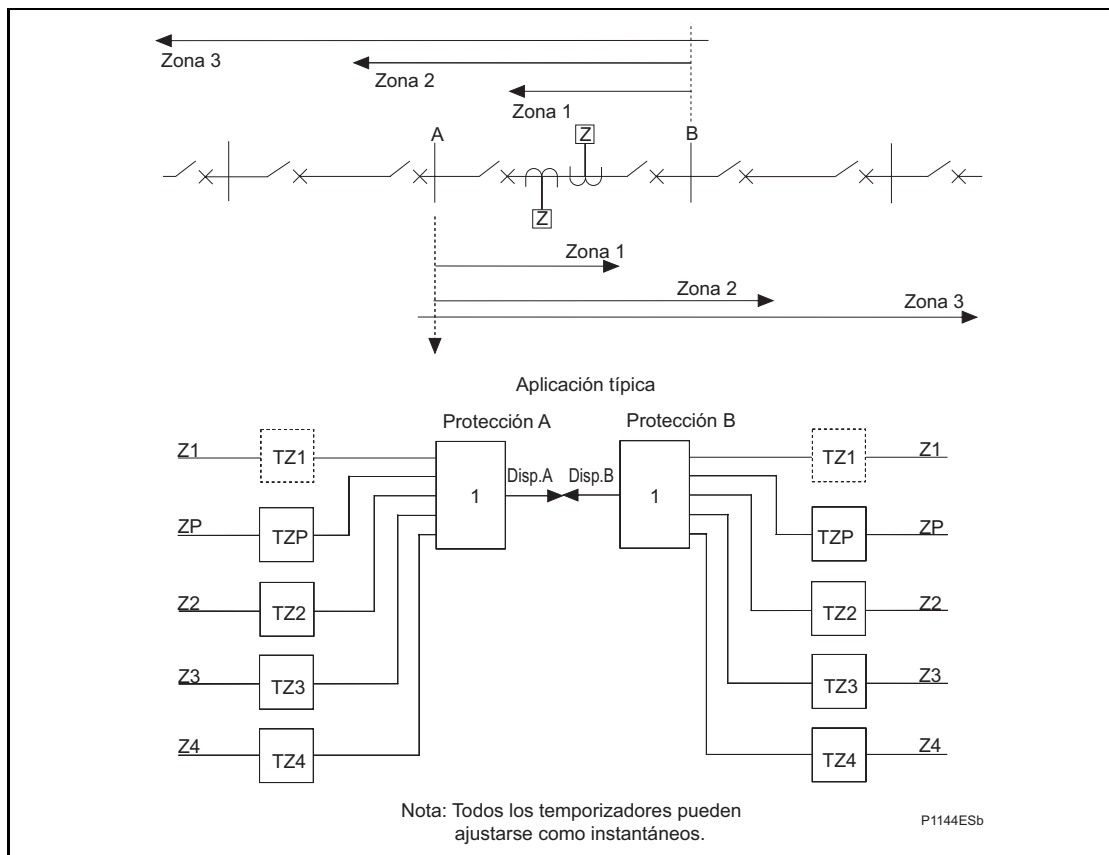 Zona 3
Zona 2
Zona 1
A
Z
B
Z
Zona 1
Zona 2
Zona 3
Aplicación típica
Protección A
Protección B
Z1
TZ1
TZ1
Z1
Disp.A
Disp.B
1
1
ZP
TZP
TZP
ZP
Z2
TZ2
TZ2
Z2
Z3
TZ3
TZ3
Z3
Z4
TZ4
TZ4
Z4
Nota: Todos los temporizadores pueden
ajustarse como instantáneos.
P1144ESb